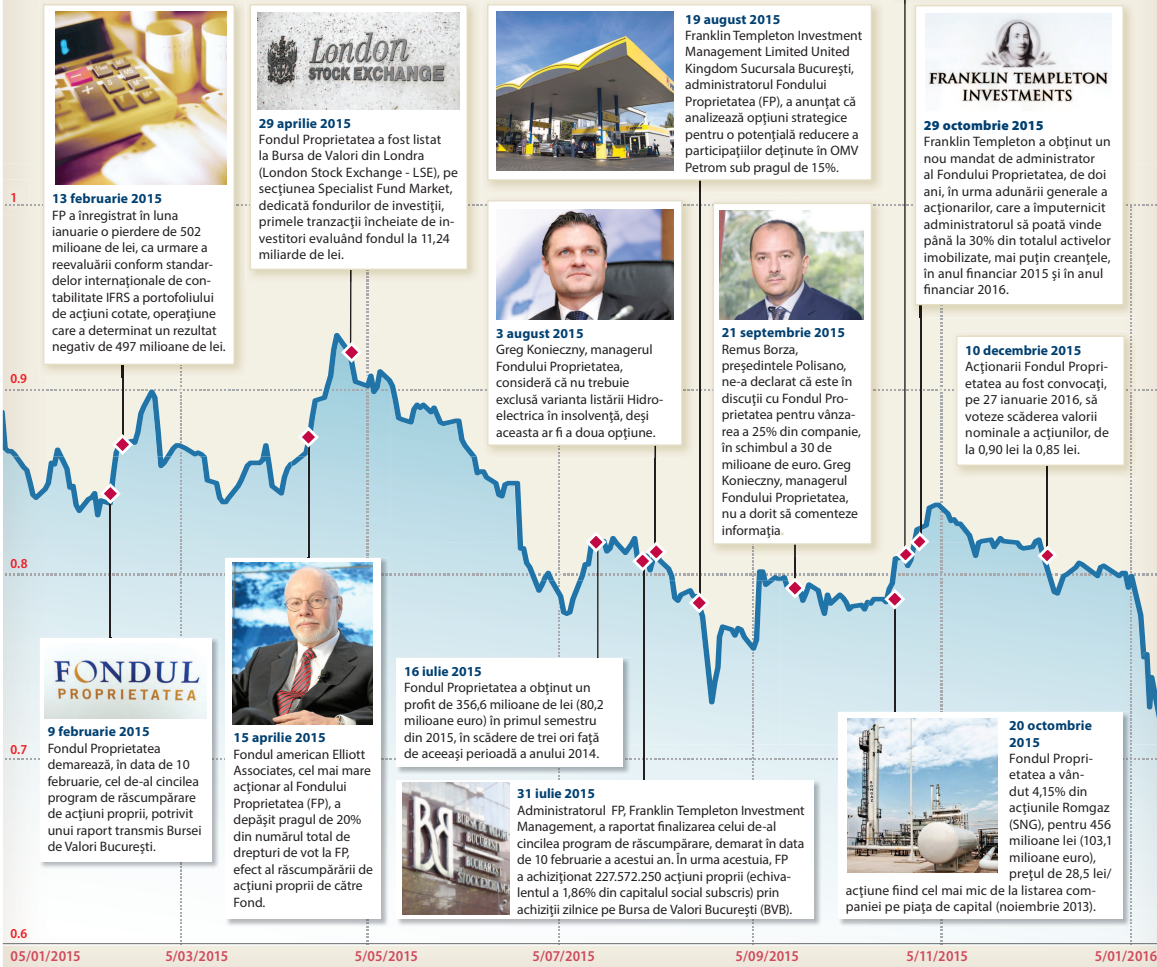 13 februarie 2015
FP a înregistrat în luna
ianuarie o pierdere de 502
milioane de lei, ca urmare a
reevaluării conform standar-
delor internaționale de con-
tabilitate IFRS a portofoliului
de acțiuni cotate, operațiune
care a determinat un rezultat
negativ de 497 milioane de lei.
London
STOCK EXCHANGE
29 aprilie 2015
Fondul Proprietatea a fost listat
la Bursa de Valori din Londra
(London Stock Exchange - LSE), pe
secțiunea Specialist Fund Market,
dedicată fondurilor de investiții,
primele tranzacții încheiate de in-
vestitori evaluând fondul la 11,24
miliarde de lei.
19 august 2015
Franklin Templeton Investment
Management Limited United
Kingdom Sucursala București,
administratorul Fondului
Proprietatea (FP), a anunțat că
analizează opțiuni strategice
pentru o potențială reducere a
participațiilor deținute în OMV
Petrom sub pragul de 15%.
FRANKLIN TEMPLETON
INVESTMENTS
29 octombrie 2015
Franklin Templeton a obținut un
nou mandat de administrator
al Fondului Proprietatea, de doi
ani, în urma adunării generale a
acționarilor, care a împuternicit
administratorul să poată vinde
până la 30% din totalul activelor
imobilizate, mai puțin creanțele,
în anul financiar 2015 și în anul
financiar 2016.
3 august 2015
Greg Konieczny, managerul
Fondului Proprietatea,
consideră că nu trebuie
exclusă varianta listării Hidro-
electrica în insolvență, deși
aceasta ar fi a doua opțiune.
21 septembrie 2015
Remus Borza,
președintele Polisano,
ne-a declarat că este în
discuții cu Fondul Pro-
prietatea pentru vânza-
rea a 25% din companie,
în schimbul a 30 de
milioane de euro. Greg
Konieczny, managerul
Fondului Proprietatea,
nu a dorit să comenteze
informația
10 decembrie 2015
Acționarii Fondul Propri-
etatea au fost convocați,
pe 27 ianuarie 2016, să
voteze scăderea valorii
nominale a acțiunilor, de
la 0,90 lei la 0,85 lei.
1
0.9
0.8
0.7
0.6
FONDUL
PROPRIETATEA
9 februarie 2015
Fondul Proprietatea
demarează, în data de 10
februarie, cel de-al cincilea
program de răscumpărare
de acțiuni proprii, potrivit
unui raport transmis Bursei
de Valori București.
15 aprilie 2015
Fondul american Elliott
Associates, cel mai mare
acționar al Fondului
Proprietatea (FP), a
depășit pragul de 20%
din numărul total de
drepturi de vot la FP,
efect al răscumpărării de
acțiuni proprii de către
Fond.
16 iulie 2015
Fondul Proprietatea a obținut un
profit de 356,6 milioane de lei (80,2
milioane euro) în primul semestru
din 2015, în scădere de trei ori față
de aceeași perioadă a anului 2014.
BURSA DE VALORI
BUCUREȘTI
BUCHAREST
STOCK EXCHANGE
31 iulie 2015
Administratorul FP, Franklin Templeton Investment
Management, a raportat finalizarea celui de-al
cincilea program de răscumpărare, demarat în data
de 10 februarie a acestui an. În urma acestuia, FP
a achiziționat 227.572.250 acțiuni proprii (echiva-
lentul a 1,86% din capitalul social subscris) prin
achiziții zilnice pe Bursa de Valori București (BVB).
20 octombrie
2015
Fondul Propri-
etatea a vân-
dut 4,15% din
acțiunile Romgaz
(SNG), pentru 456
milioane lei (103,1
milioane euro),
prețul de 28,5 lei/
acțiune fiind cel mai mic de la listarea com-
paniei pe piața de capital (noiembrie 2013).
05/01/2015
5/03/2015
5/05/2015
5/07/2015
5/09/2015
5/11/2015
5/01/2016